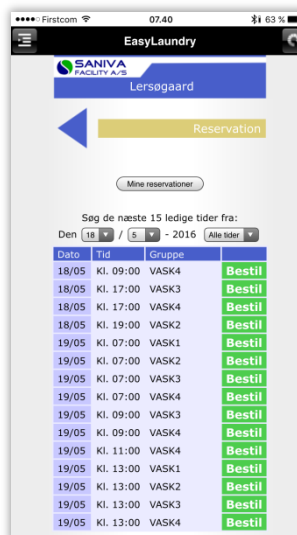 Firstcom 07.40 63 %
EasyLaundry
SANIVA
FACILITY A/S
Lersøgaard
Reservation
Mine reservationer
Søg de næste 15 ledige tider fra:
Den 18 / 5 - 2016 Alle tider
Dato Tid Gruppe
18/05 Kl. 09:00 VASK4 Bestil
18/05 Kl. 17:00 VASK3 Bestil
18/05 Kl. 17:00 VASK4 Bestil
18/05 Kl. 19:00 VASK2 Bestil
19/05 Kl. 07:00 VASK1 Bestil
19/05 Kl. 07:00 VASK2 Bestil
19/05 Kl. 07:00 VASK3 Bestil
19/05 Kl. 07:00 VASK4 Bestil
19/05 Kl. 09:00 VASK3 Bestil
19/05 Kl. 09:00 VASK4 Bestil
19/05 Kl. 11:00 VASK4 Bestil
19/05 Kl. 13:00 VASK1 Bestil
19/05 Kl. 13:00 VASK2 Bestil
19/05 Kl. 13:00 VASK3 Bestil
19/05 Kl. 13:00 VASK4 Bestil